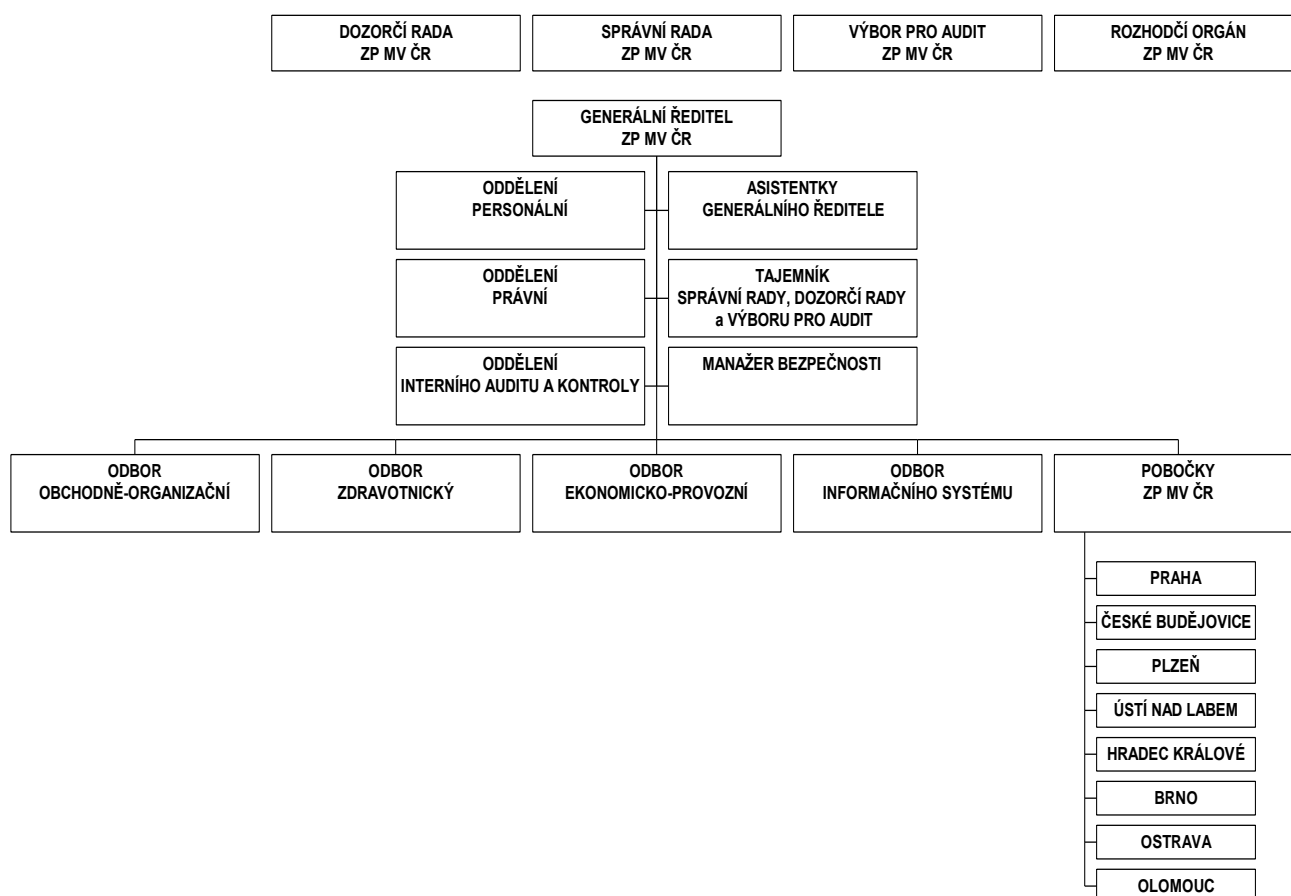 DOZORČÍ RADA
ZP MV ČR
SPRÁVNÍ RADA
ZP MV ČR
VÝBOR PRO AUDIT
ZP MV ČR
ROZHODČÍ ORGÁN
ZP MV ČR
GENERÁLNÍ ŘEDITEL
ZP MV ČR
ODDĚLENÍ
PERSONÁLNÍ
ASISTENTKY
GENERÁLNÍHO ŘEDITELE
ODDĚLENÍ
PRÁVNÍ
TAJEMNÍK
SPRÁVNÍ RADY, DOZORČÍ RADY
a VÝBORU PRO AUDIT
ODDĚLENÍ
INTERNÍHO AUDITU A KONTROLY
MANAŽER BEZPEČNOSTI
ODBOR
OBCHODNĚ-ORGANIZAČNÍ
ODBOR
ZDRAVOTNICKÝ
ODBOR
EKONOMICKO-PROVOZNÍ
ODBOR
INFORMAČNÍHO SYSTÉMU
POBOČKY
ZP MV ČR
PRAHA
ČESKÉ BUDĚJOVICE
PLZEŇ
ÚSTÍ NAD LABEM
HRADEC KRÁLOVÉ
BRNO
OSTRAVA
OLOMOUC